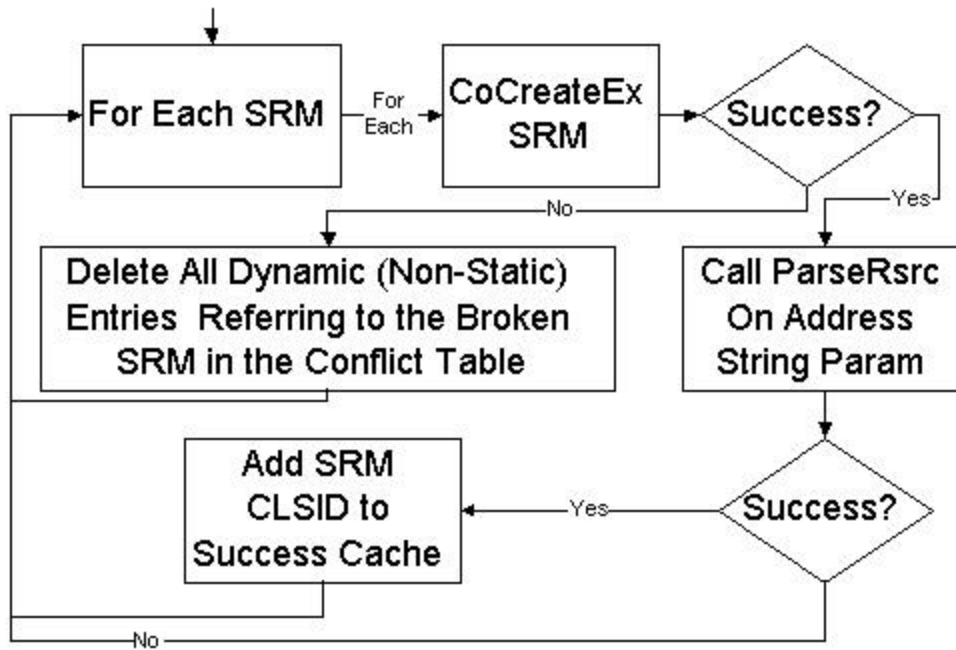 For Each SRM
For
Each
CoCreateEx
SRM
Success?
Yes
No
Delete All Dynamic (Non-Static)
Entries Referring to the Broken
SRM in the Conflict Table
Call ParseRsrc
On Address
String Param
Add SRM
CLSID to
Success Cache
Yes
Success?
No